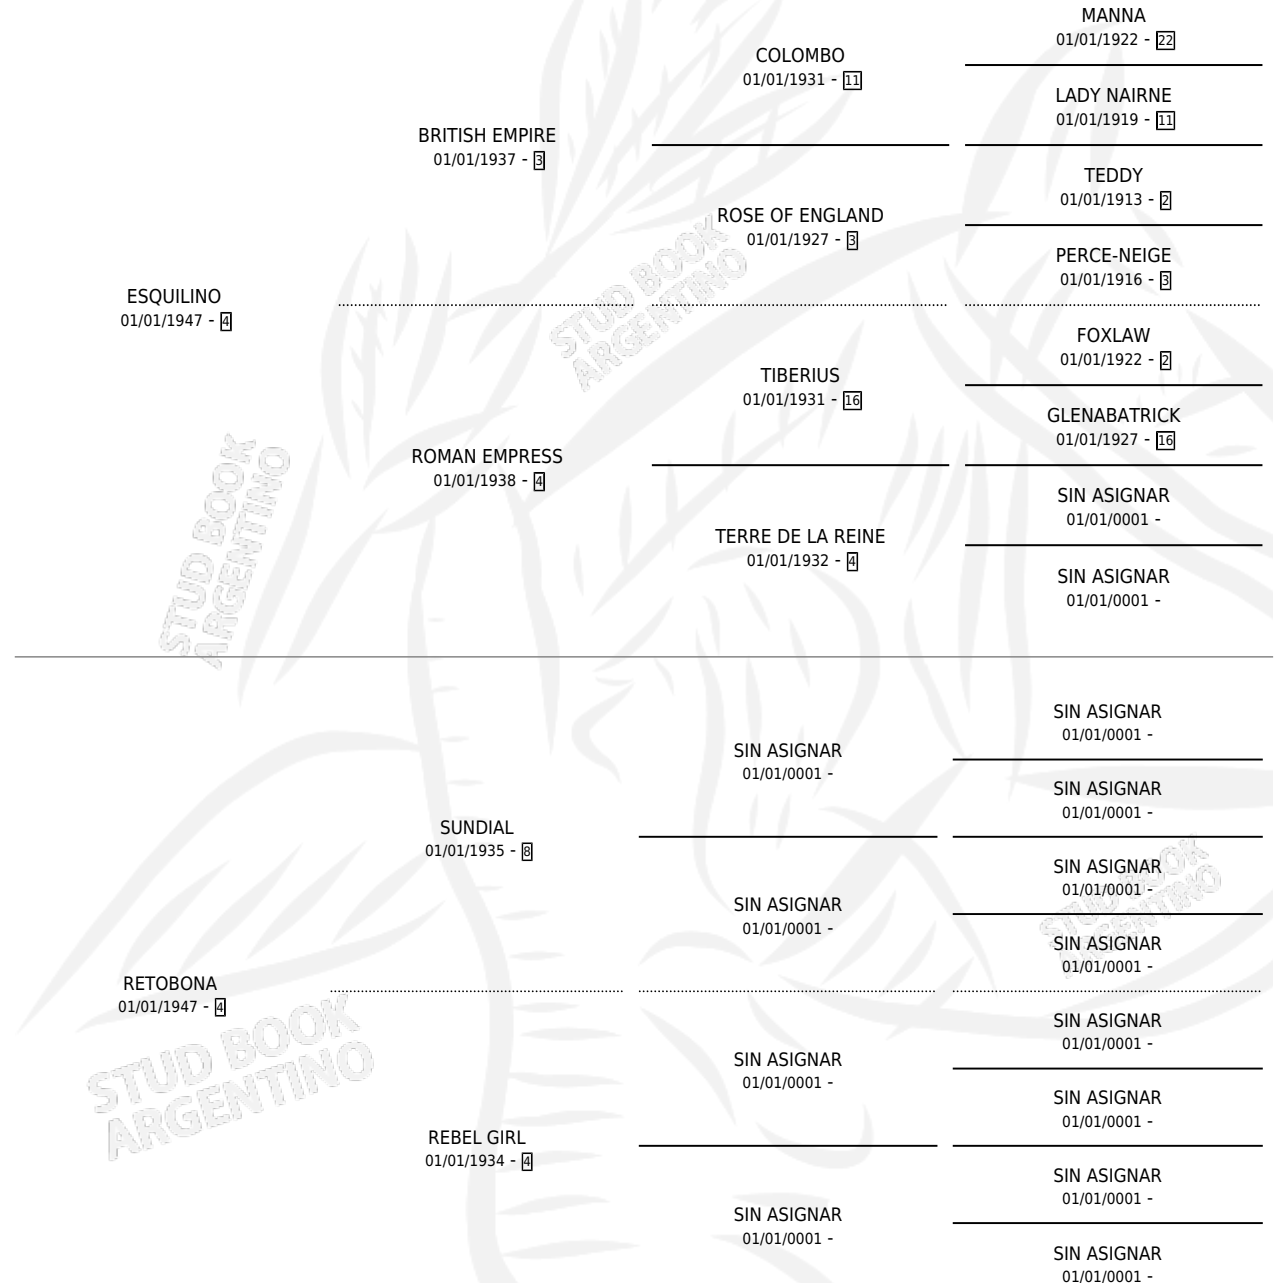 MANNA
01/01/1922 - 22
COLOMBO
01/01/1931 - 11
LADY NAIRNE
01/01/1919 - 11
BRITISH EMPIRE
01/01/1937 - 3
TEDDY
01/01/1913 - 2
ROSE OF ENGLAND
01/01/1927 - 3
PERCE-NEIGE
01/01/1916 - 3
ESQUILINO
01/01/1947 - 4
FOXLAW
01/01/1922 - 2
TIBERIUS
01/01/1931 - 16
GLENABATRICK
01/01/1927 - 16
ROMAN EMPRESS
01/01/1938 - 4
SIN ASIGNAR
01/01/0001 -
TERRE DE LA REINE
01/01/1932 - 4
SIN ASIGNAR
01/01/0001 -
SIN ASIGNAR
01/01/0001 -
SIN ASIGNAR
01/01/0001 -
SIN ASIGNAR
01/01/0001 -
SUNDIAL
01/01/1935 - 8
SIN ASIGNAR
01/01/0001 -
SIN ASIGNAR
01/01/0001 -
SIN ASIGNAR
01/01/0001 -
RETOBONA
01/01/1947 - 4
SIN ASIGNAR
01/01/0001 -
SIN ASIGNAR
01/01/0001 -
SIN ASIGNAR
01/01/0001 -
REBEL GIRL
01/01/1934 - 4
SIN ASIGNAR
01/01/0001 -
SIN ASIGNAR
01/01/0001 -
SIN ASIGNAR
01/01/0001 -
STUD BOOK
ARGENTINO
STUD BOOK
ARGENTINO
STUD BOOK
ARGENTINO
STUD BOOK
ARGENTINO